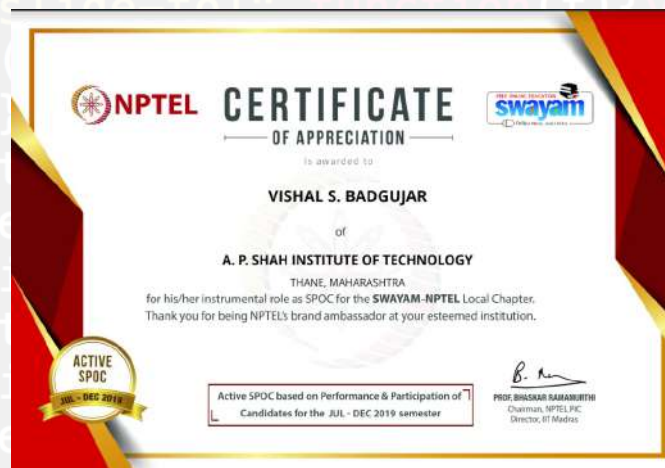 NPTEL
CERTIFICATE
OF APPRECIATION
is awarded to
FREE ONLINE EDUCATION
swayam
VISHAL S. BADGUJAR
of
A. P. SHAH INSTITUTE OF TECHNOLOGY
THANE, MAHARASHTRA
for his/her instrumental role as SPOC for the SWAYAM-NPTEL Local Chapter.
Thank you for being NPTEL's brand ambassador at your esteemed institution.
ACTIVE
SPOC
JUL - DEC 2019
Active SPOC based on Performance & Participation of
Candidates for the JUL - DEC 2019 semester
PROF. BHASKAR RAMAMURTHI
Chairman, NPTEL PIC
Director, IIT Madras